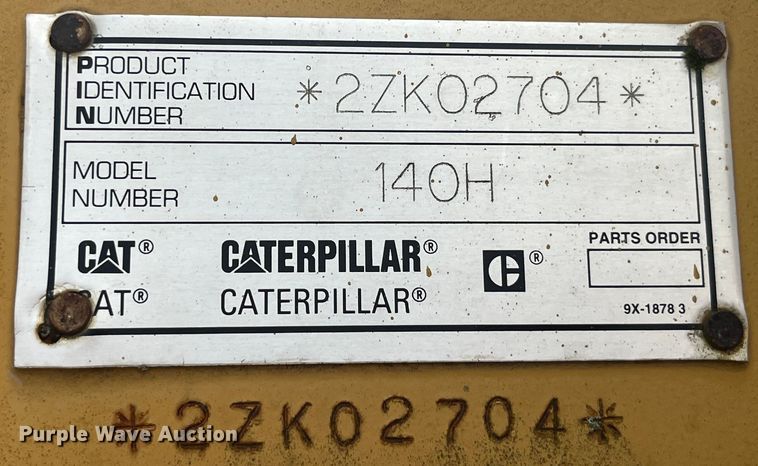 PRODUCT
IDENTIFICATION
NUMBER
*2ZK02704*
MODEL
NUMBER
140H
CAT® CATERPILLAR® C®
PARTS ORDER
CAT® CATERPILLAR®
9X-1878 3
*2ZK02704*
Purple Wave Auction